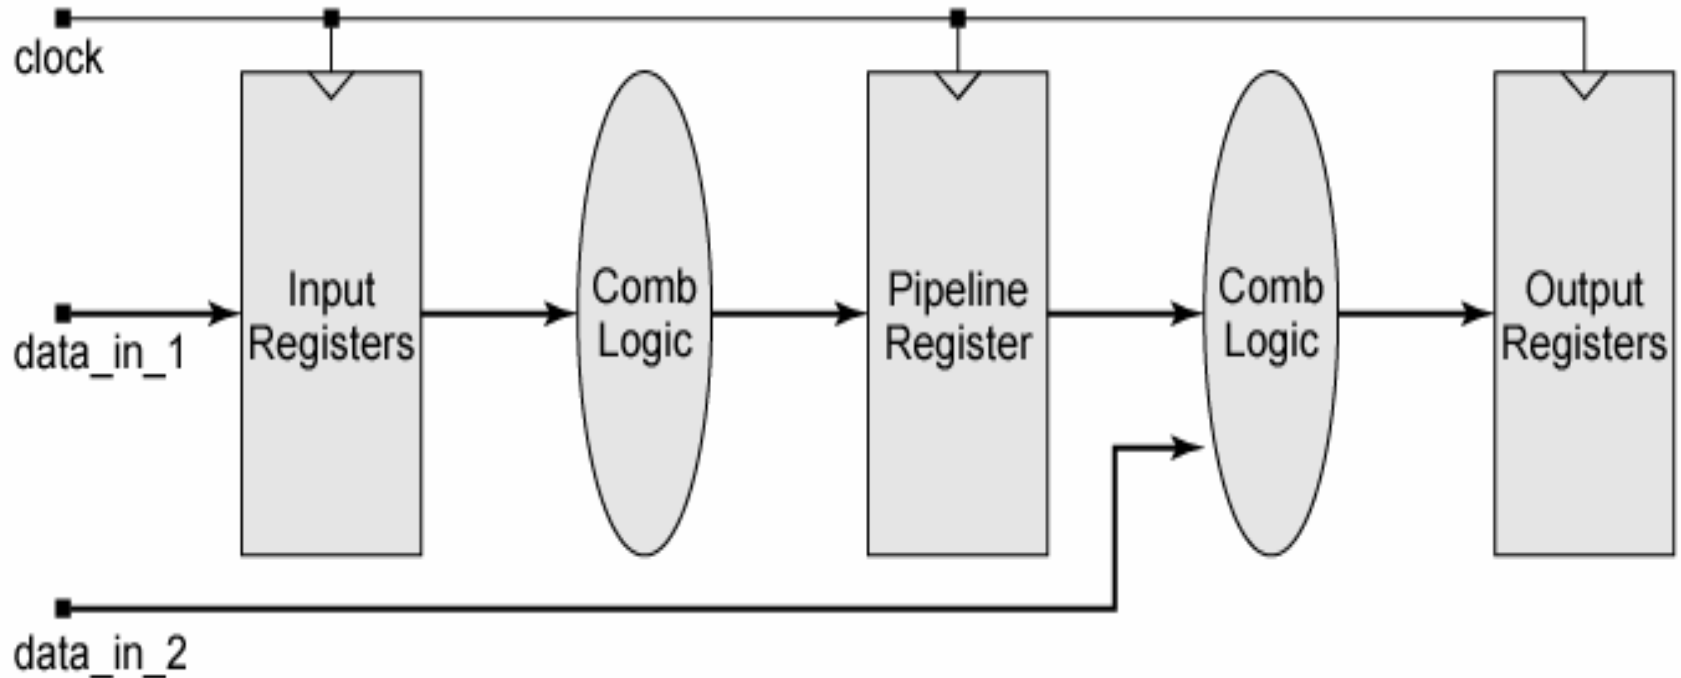 clock
Input
Registers
Comb
Logic
Pipeline
Register
Comb
Logic
Output
Registers
data_in_1
data_in_2